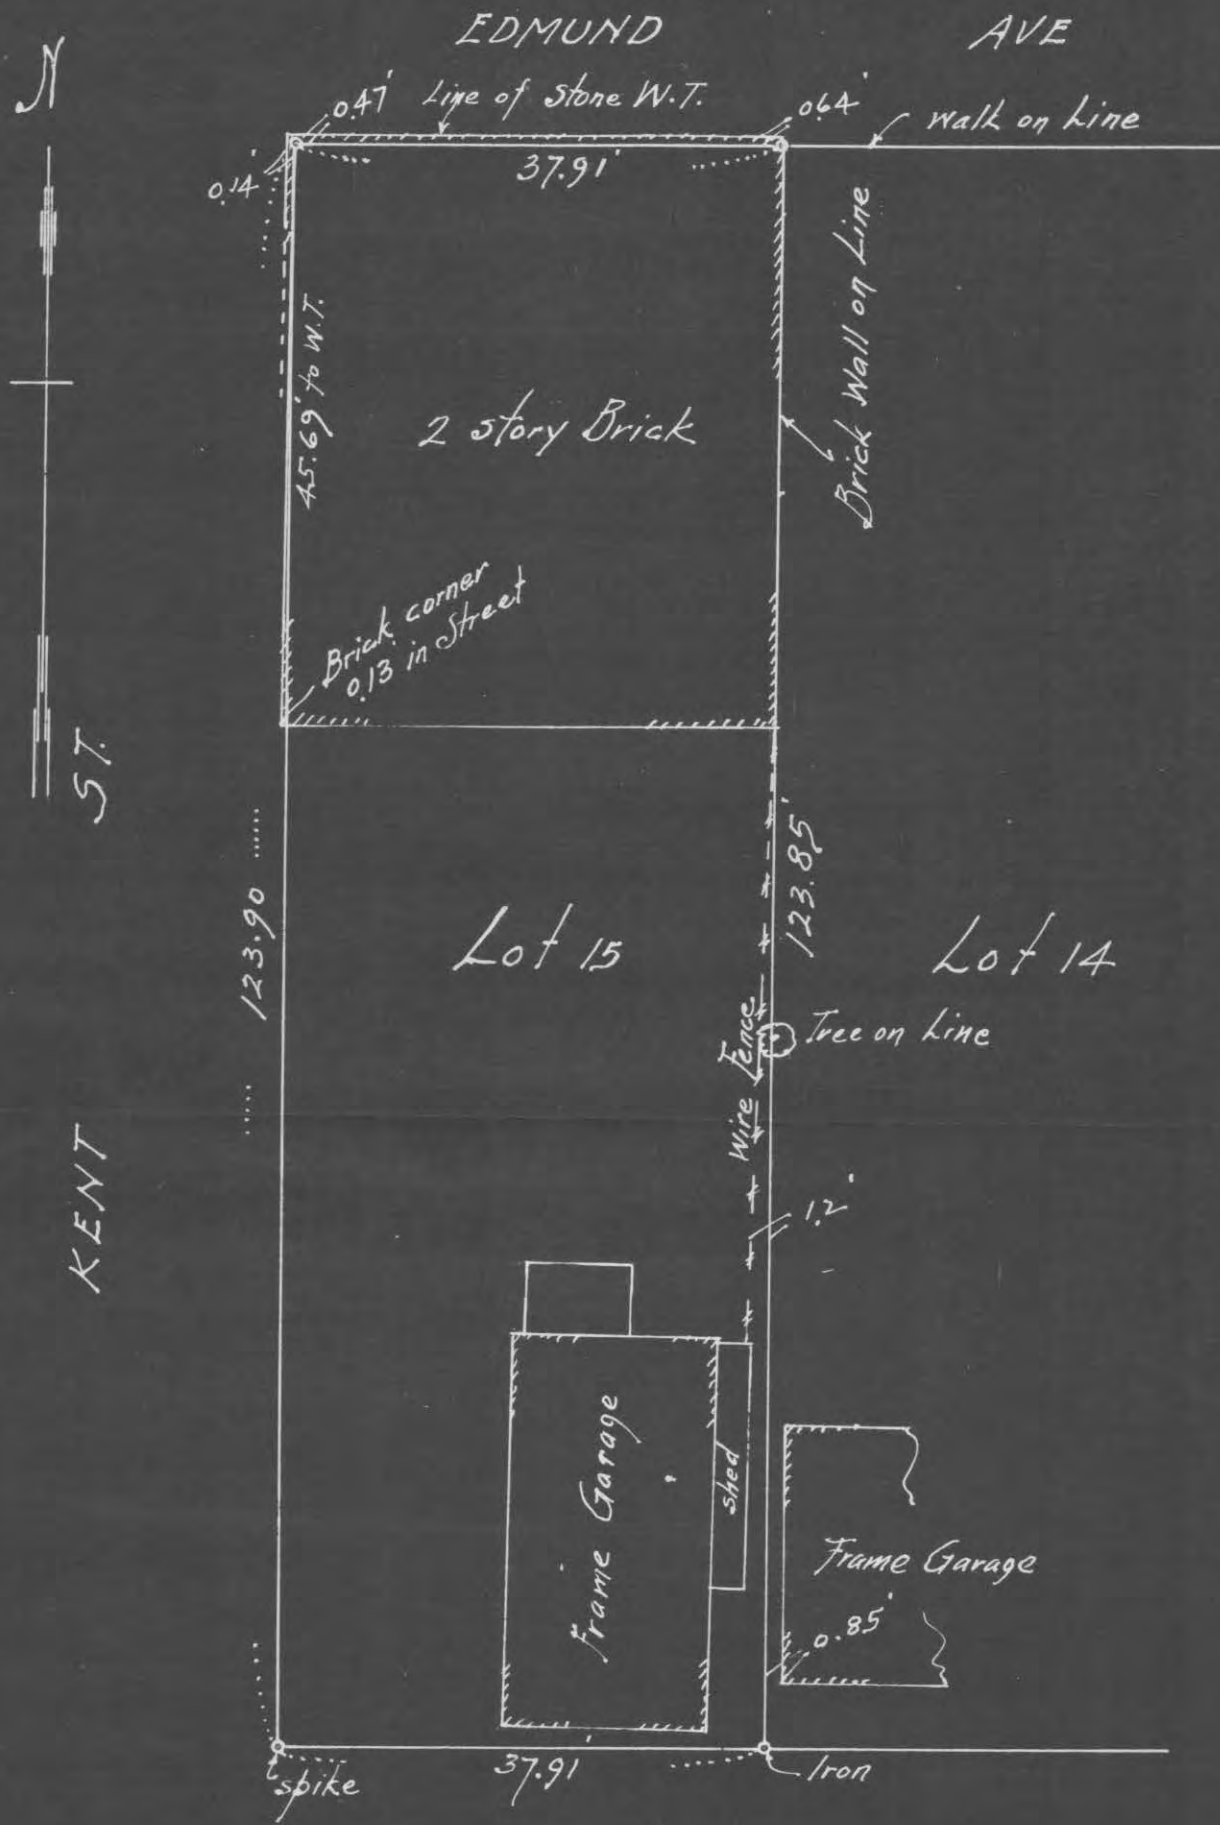 EDMUND AVE
N
0.47' Line of Stone W.T. 0.64'
Walk on Line
0.14'
37.91'
Brick Wall on Line
45.69' to W.T.
2 story Brick
Brick corner
0.13 in Street
KENT ST.
123.90
123.85'
Lot 15
Lot 14
Tree on Line
Wire Fence
1.2'
Frame Garage
shed
Frame Garage
0.85'
37.91'
spike
Iron